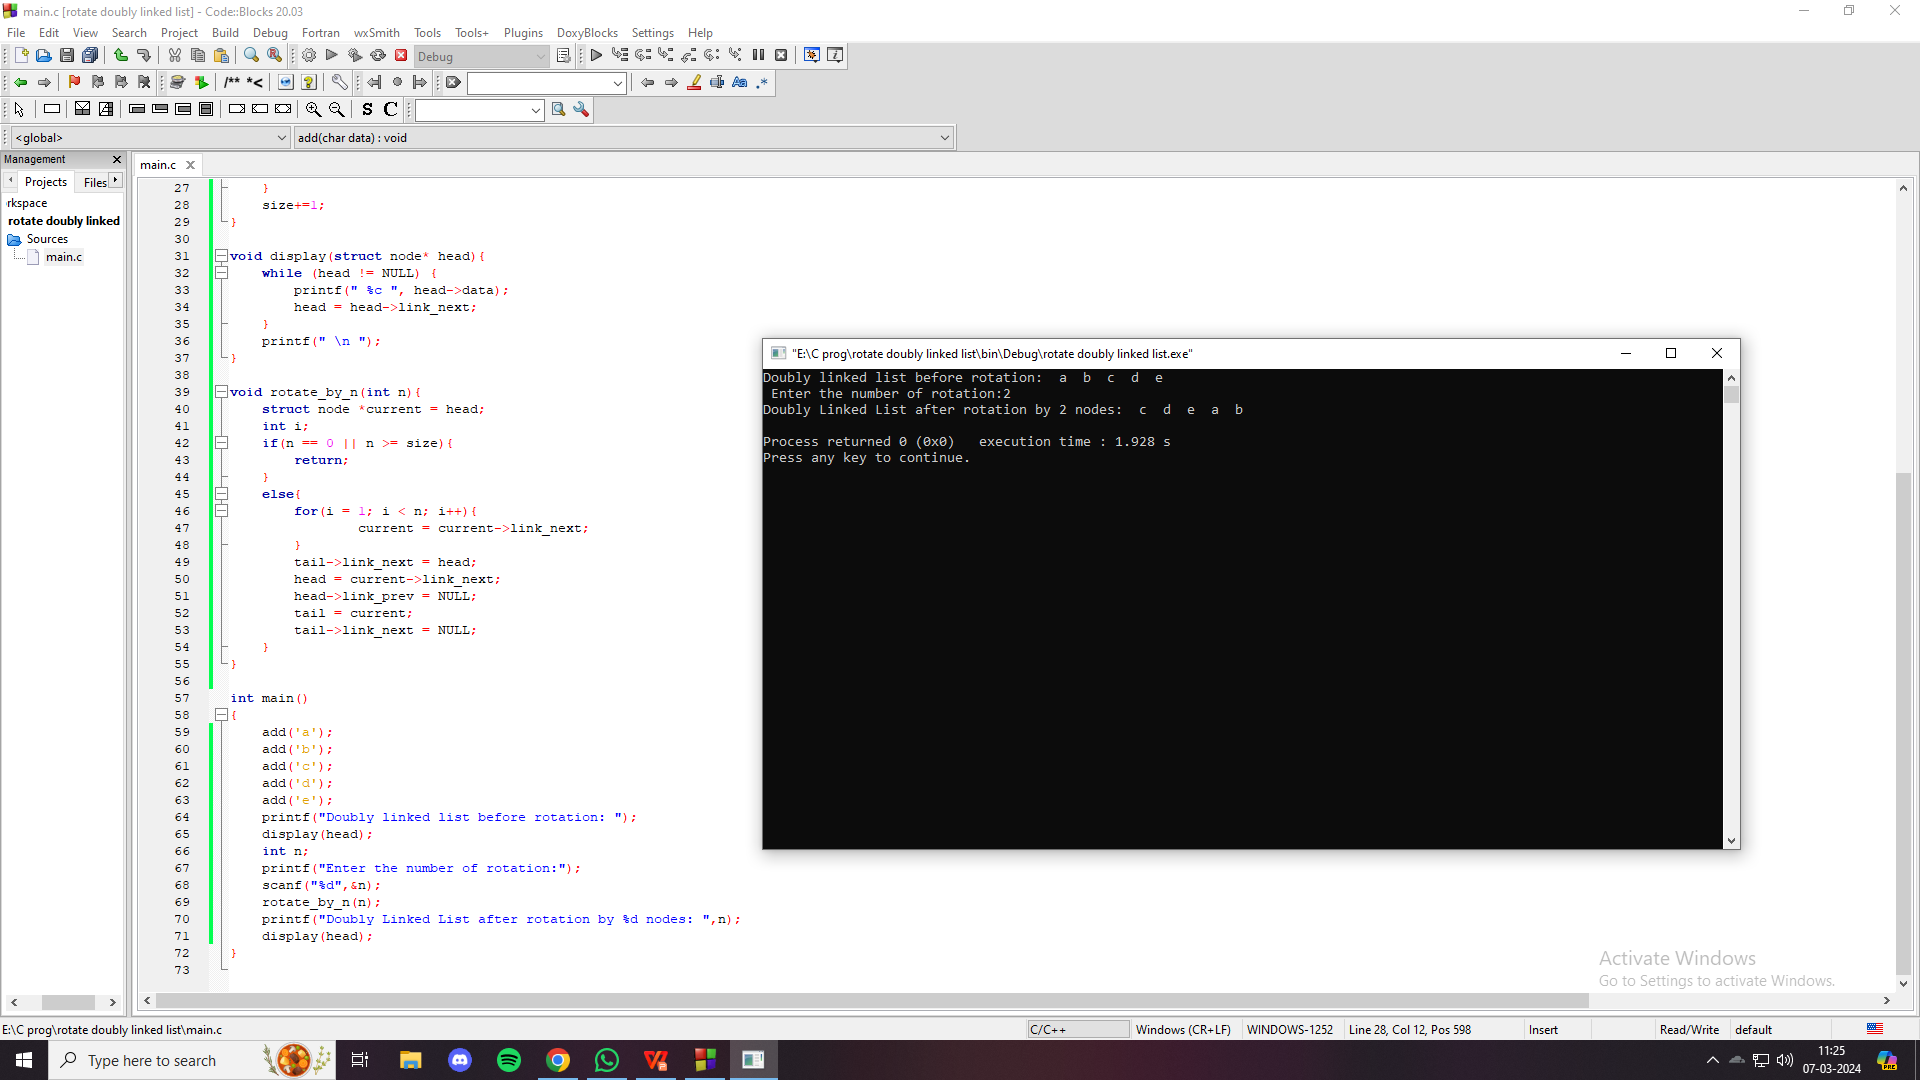 main.c [rotate doubly linked list] - Code::Blocks 20.03
File Edit View Search Project Build Debug Fortran wxSmith Tools Tools+ Plugins DoxyBlocks Settings Help
Debug
/** *<
S C
<global> add(char data) : void
Management
main.c
Projects Files
rkspace
rotate doubly linked
Sources
main.c
27 }
28 size+=1;
29 }
30
31 void display(struct node* head){
32 while (head != NULL) {
33 printf(" %c ", head->data);
34 head = head->link_next;
35 }
36 printf(" \n ");
37 }
38
39 void rotate_by_n(int n){
40 struct node *current = head;
41 int i;
42 if(n == 0 || n >= size){
43 return;
44 }
45 else{
46 for(i = 1; i < n; i++){
47 current = current->link_next;
48 }
49 tail->link_next = head;
50 head = current->link_next;
51 head->link_prev = NULL;
52 tail = current;
53 tail->link_next = NULL;
54 }
55 }
56
57 int main()
58 {
59 add('a');
60 add('b');
61 add('c');
62 add('d');
63 add('e');
64 printf("Doubly linked list before rotation: ");
65 display(head);
66 int n;
67 printf("Enter the number of rotation:");
68 scanf("%d",&n);
69 rotate_by_n(n);
70 printf("Doubly Linked List after rotation by %d nodes: ",n);
71 display(head);
72 }
73
"E:\C prog\rotate doubly linked list\bin\Debug\rotate doubly linked list.exe"
Doubly linked list before rotation:  a  b  c  d  e
Enter the number of rotation:2
Doubly Linked List after rotation by 2 nodes:  c  d  e  a  b
Process returned 0 (0x0)   execution time : 1.928 s
Press any key to continue.
Activate Windows
Go to Settings to activate Windows.
E:\C prog\rotate doubly linked list\main.c C/C++ Windows (CR+LF) WINDOWS-1252 Line 28, Col 12, Pos 598 Insert Read/Write default
Type here to search
11:25
07-03-2024